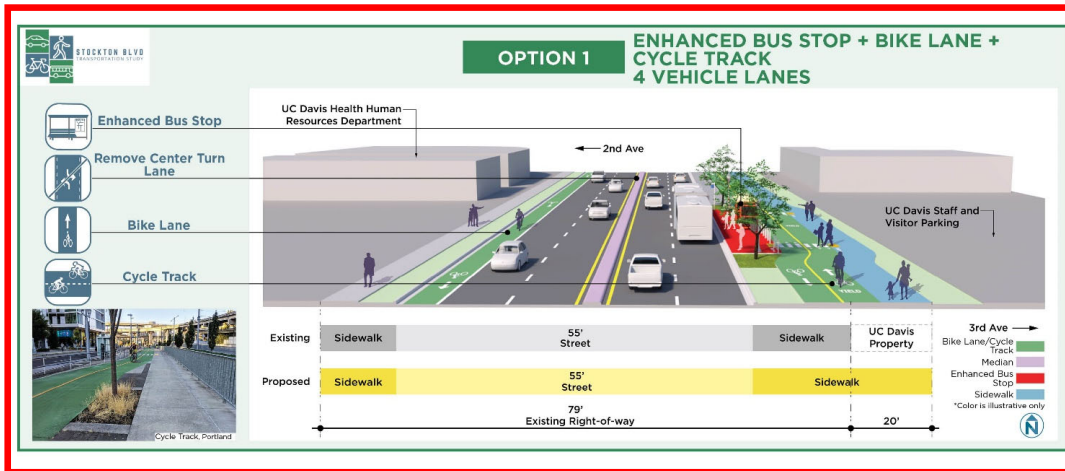 STOCKTON BLVD
TRANSPORTATION STUDY
OPTION 1
ENHANCED BUS STOP + BIKE LANE +
CYCLE TRACK
4 VEHICLE LANES
Enhanced Bus Stop
Remove Center Turn
Lane
Bike Lane
Cycle Track
UC Davis Health Human
Resources Department
2nd Ave
UC Davis Staff and
Visitor Parking
YIELD
Cycle Track, Portland
Existing
Sidewalk
55'
Street
Sidewalk
UC Davis
Property
Proposed
Sidewalk
55'
Street
Sidewalk
79'
Existing Right-of-way
20'
3rd Ave
Bike Lane/Cycle
Track
Median
Enhanced Bus
Stop
Sidewalk
*Color is illustrative only
N